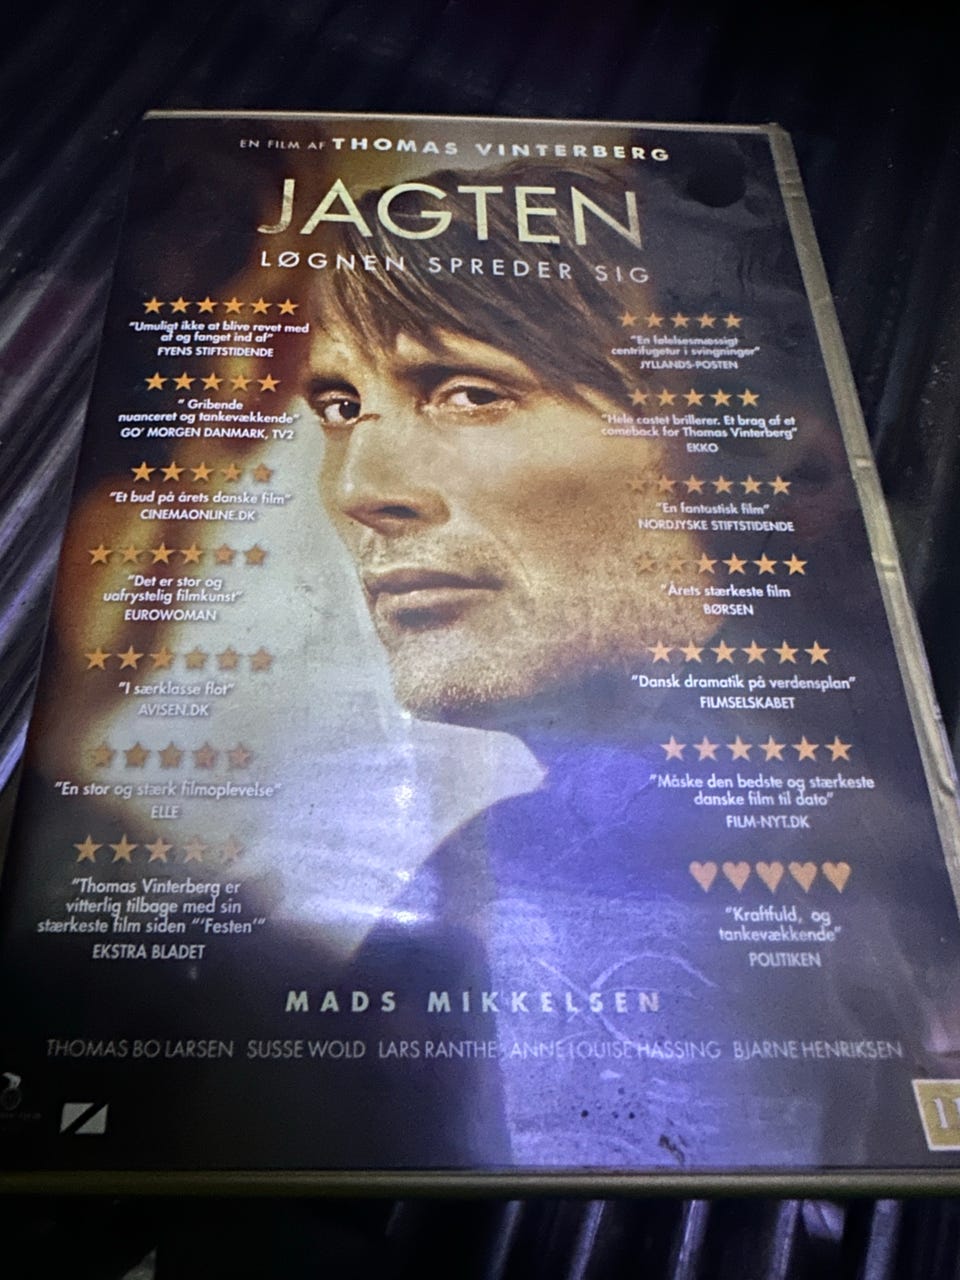 EN FILM AF THOMAS VINTERBERG
JAGTEN
LØGNEN SPREDER SIG
"Umuligt ikke at blive revet med
af og fanget ind af"
FYENS STIFTSTIDENDE
" Gribende
nuanceret og tankevækkende"
GO' MORGEN DANMARK, TV2
"Et bud på årets danske film"
CINEMAONLINE.DK
"Det er stor og
uafrystelig filmkunst"
EUROWOMAN
"I særklasse flot"
AVISEN.DK
"En stor og stærk filmoplevelse"
ELLE
"Thomas Vinterberg er
vitterlig tilbage med sin
stærkeste film siden "'Festen'"
EKSTRA BLADET
"En følelsesmæssigt
centrifugetur i svingninger"
JYLLANDS-POSTEN
"Hele castet brillerer. Et brag af et
comeback for Thomas Vinterberg"
EKKO
"En fantastisk film"
NORDJYSKE STIFTSTIDENDE
"Årets stærkeste film
BØRSEN
"Dansk dramatik på verdensplan"
FILMSELSKABET
"Måske den bedste og stærkeste
danske film til dato"
FILM-NYT.DK
"Kraftfuld, og
tankevækkende"
POLITIKEN
MADS MIKKELSEN
THOMAS BO LARSEN SUSSE WOLD LARS RANTHE ANNE LOUISE HASSING BJARNE HENRIKSEN